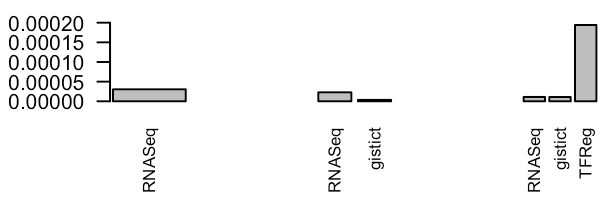 0.00020
0.00015
0.00010
0.00005
0.00000
RNASeq
RNASeq
gistict
RNASeq
gistict
TFReg